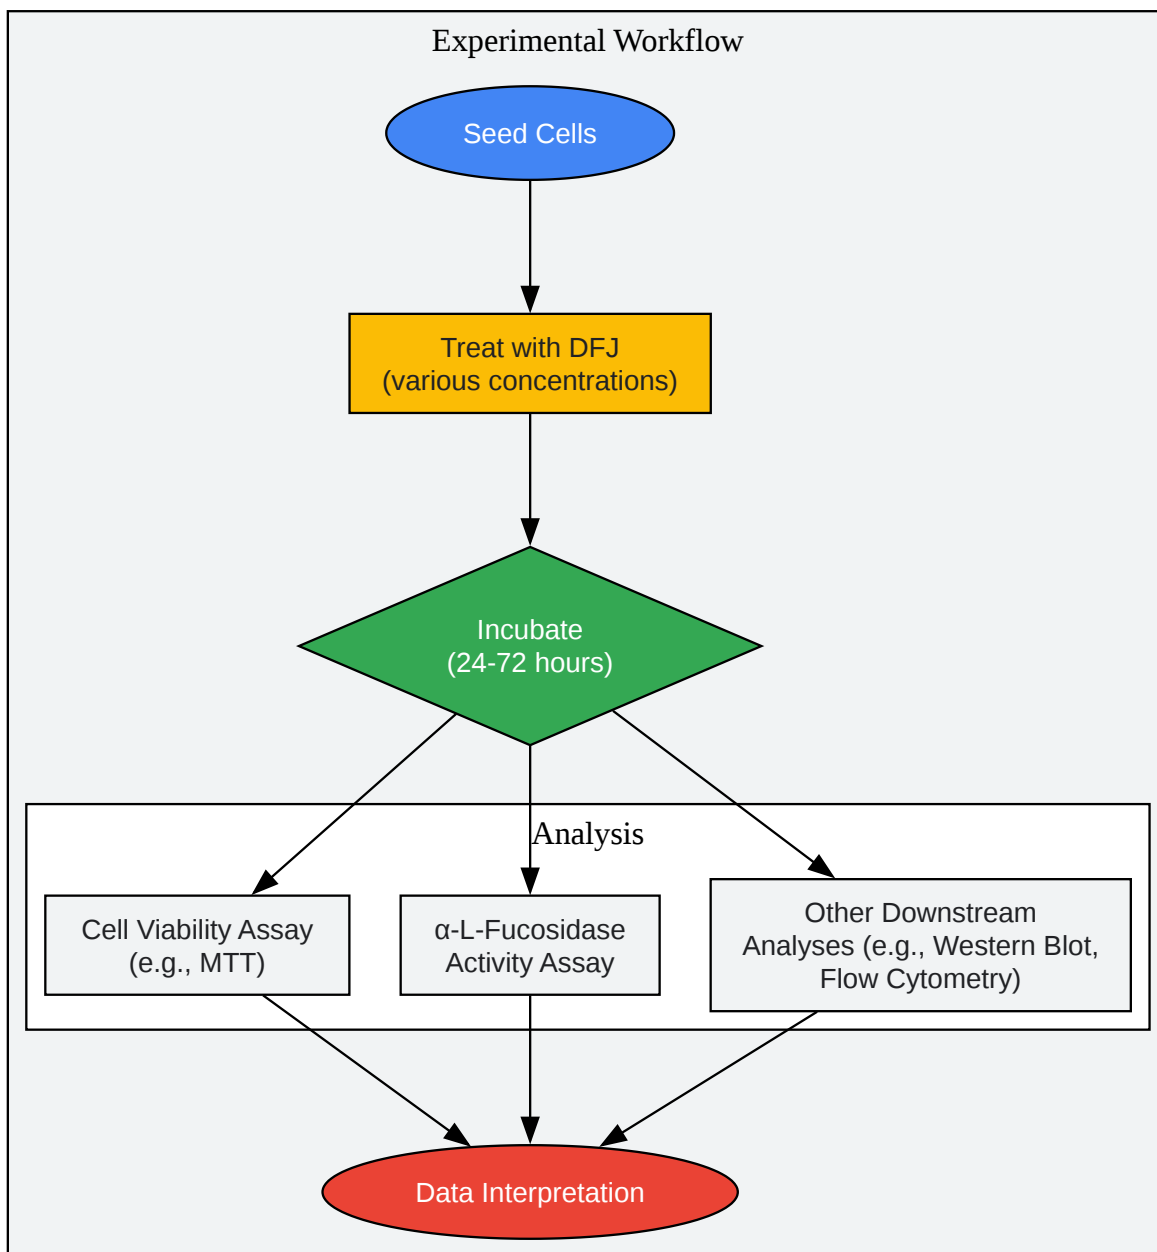 Experimental Workflow
Seed Cells
Treat with DFJ
(various concentrations)
Incubate
(24-72 hours)
Analysis
Cell Viability Assay
(e.g., MTT)
α-L-Fucosidase
Activity Assay
Other Downstream
Analyses (e.g., Western Blot,
Flow Cytometry)
Data Interpretation